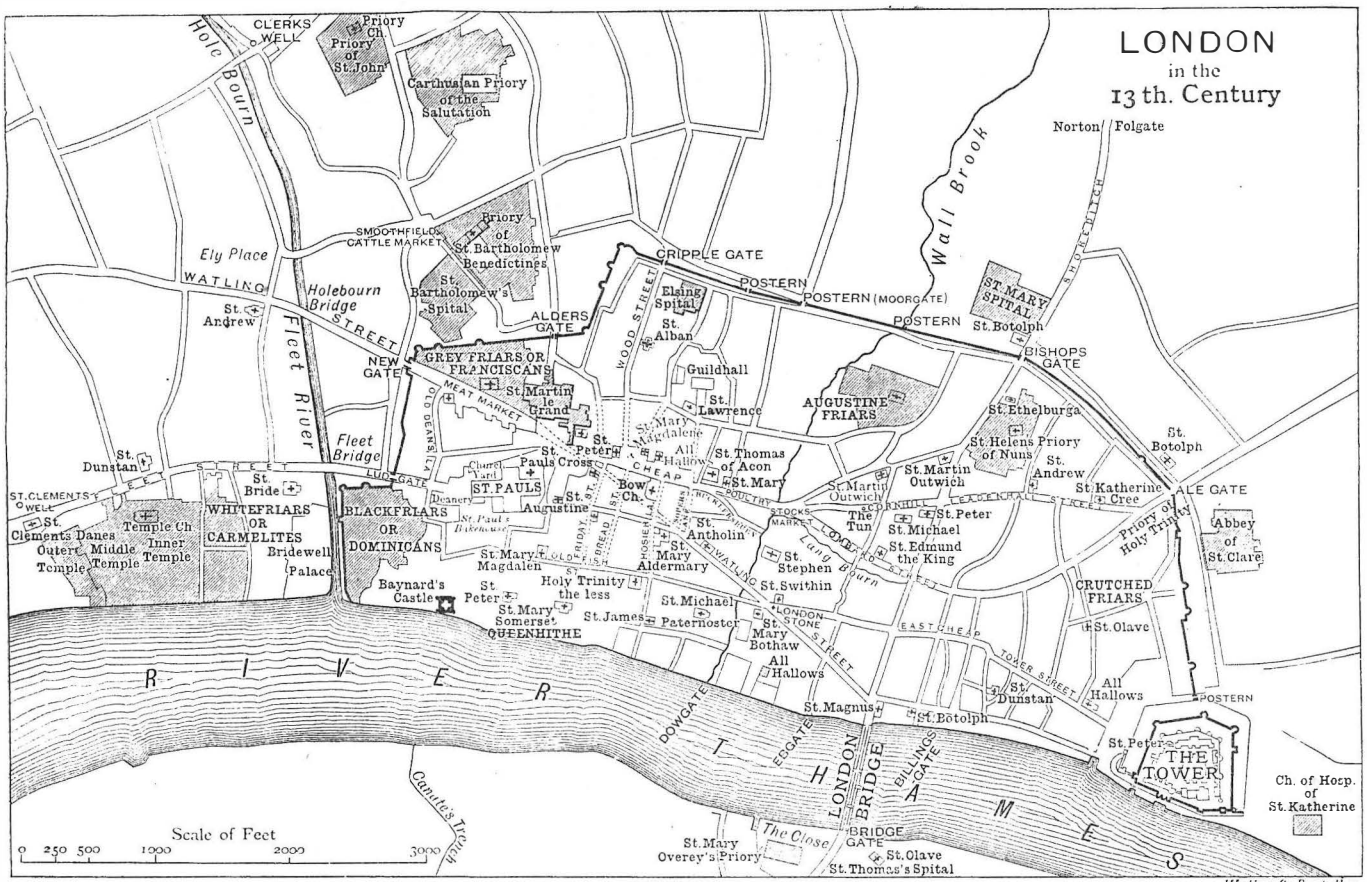 LONDON
in the
13th. Century
Norton Folgate
SHOREDITCH
Hole Bourn
CLERKS
WELL
Priory
Ch.
Priory
of
St. John
Carthusian Priory
of the
Salutation
Wall Brook
SMOOTHFIELD
CATTLE MARKET
Priory
of
St. Bartholomew
Benedictines
St.
Bartholomew's
Spital
Ely Place
WATLING
STREET
Holebourn
Bridge
St.
Andrew
Fleet River
CRIPPLE GATE
POSTERN
POSTERN (MOORGATE)
POSTERN
ST. MARY
SPITAL
St. Botolph
BISHOPS
GATE
Elsing
Spital
St.
Alban
WOOD STREET
ALDERS
GATE
NEW
GATE
GREY FRIARS OR
FRANCISCANS
MEAT MARKET
St. Martin
le
Grand
Guildhall
St.
Lawrence
AUGUSTINE
FRIARS
St. Ethelburga
St. Helens Priory
of Nuns
St.
Andrew
St.
Botolph
St. Katherine
Cree
ALE GATE
Priory of
Holy Trinity
Abbey
of
St. Clare
OLD DEANS LA.
St. Mary
Magdalene
St.
Peter
All
Hallow
CHEAP
St.
Pauls Cross
St. Thomas
of Acon
St. Mary
POULTRY
STOCKS
MARKET
St. Martin
Outwich
St. Martin
Outwich
CORNHILL
LEADENHALL STREET
The
Tun
St. Peter
St. Michael
St. Edmund
the King
LOMBARD STREET
Lang
Bourn
Fleet
Bridge
St.
Dunstan
STREET
LUDGATE
St.
Bride
ST. CLEMENTS
WELL
St.
Clements Danes
Outer
Temple
Middle
Temple
Temple Ch.
Inner
Temple
WHITEFRIARS
OR
CARMELITES
Bridewell
Palace
BLACKFRIARS
OR
DOMINICANS
Church
Yard
ST. PAULS
Deanery
St. Paul's
Bakehouse
St.
Augustine
Bow
Ch.
FRIDAY ST.
BREAD ST.
St.
Antholin
St.
Mary
Aldermary
WATLING
STREET
St.
Stephen
St. Swithin
St. Mary
Magdalen
OLD FISH
ST.
Holy Trinity
the less
Baynard's
Castle
St.
Peter
St. Mary
Somerset
QUEENHITHE
St. James
St. Michael
Paternoster
LONDON
STONE
St.
Mary
Bothaw
All
Hallows
EASTCHEAP
TOWER STREET
CRUTCHED
FRIARS
St. Olave
St.
Dunstan
All
Hallows
POSTERN
St. Magnus
St. Botolph
St. Peter
THE
TOWER
Ch. of Hosp.
of
St. Katherine
RIVER THAMES
DOWGATE
EDGATE
LONDON
BRIDGE
BILLINGS
GATE
Canute's Trench
St. Mary
Overey's Priory
The Close
BRIDGE
GATE
St. Olave
St. Thomas's Spital
Scale of Feet
0 250 500 1000 2000 3000